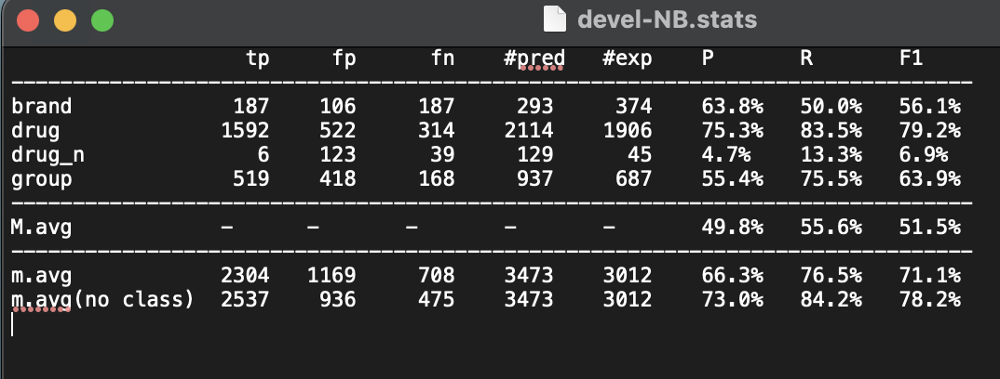 devel-NB.stats
tp fp fn #pred #exp P R F1
------------------------------------------------------------------------------
brand 187 106 187 293 374 63.8% 50.0% 56.1%
drug 1592 522 314 2114 1906 75.3% 83.5% 79.2%
drug_n 6 123 39 129 45 4.7% 13.3% 6.9%
group 519 418 168 937 687 55.4% 75.5% 63.9%
------------------------------------------------------------------------------
M.avg - - - - - 49.8% 55.6% 51.5%
------------------------------------------------------------------------------
m.avg 2304 1169 708 3473 3012 66.3% 76.5% 71.1%
m.avg(no class) 2537 936 475 3473 3012 73.0% 84.2% 78.2%